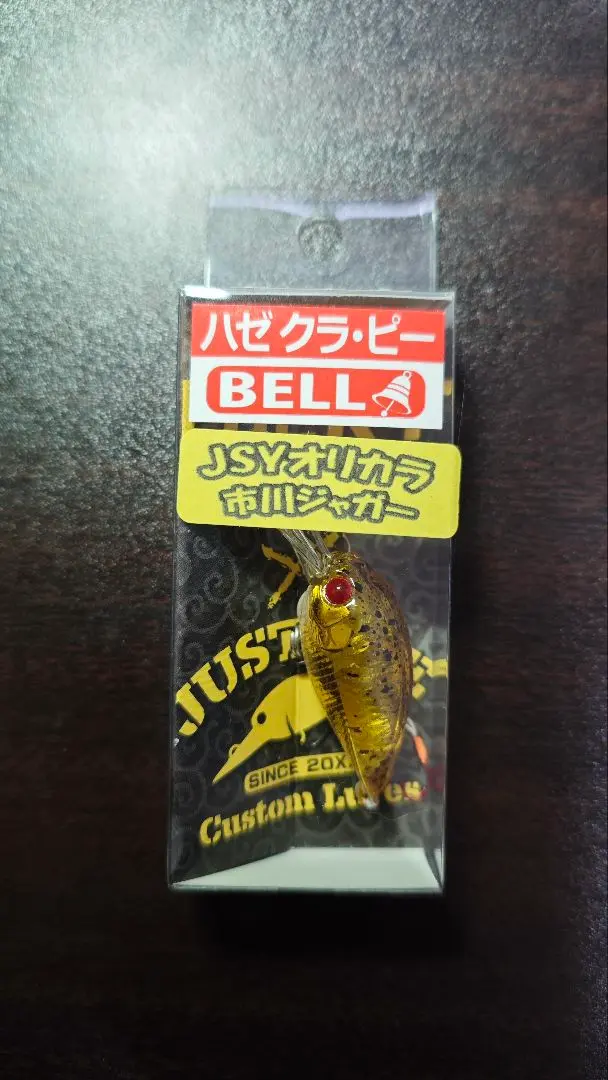 ハゼ クラ・ピー
BELL
JSYオリカラ
市川ジャガー
JUST
SINCE 20X
Custom Lures